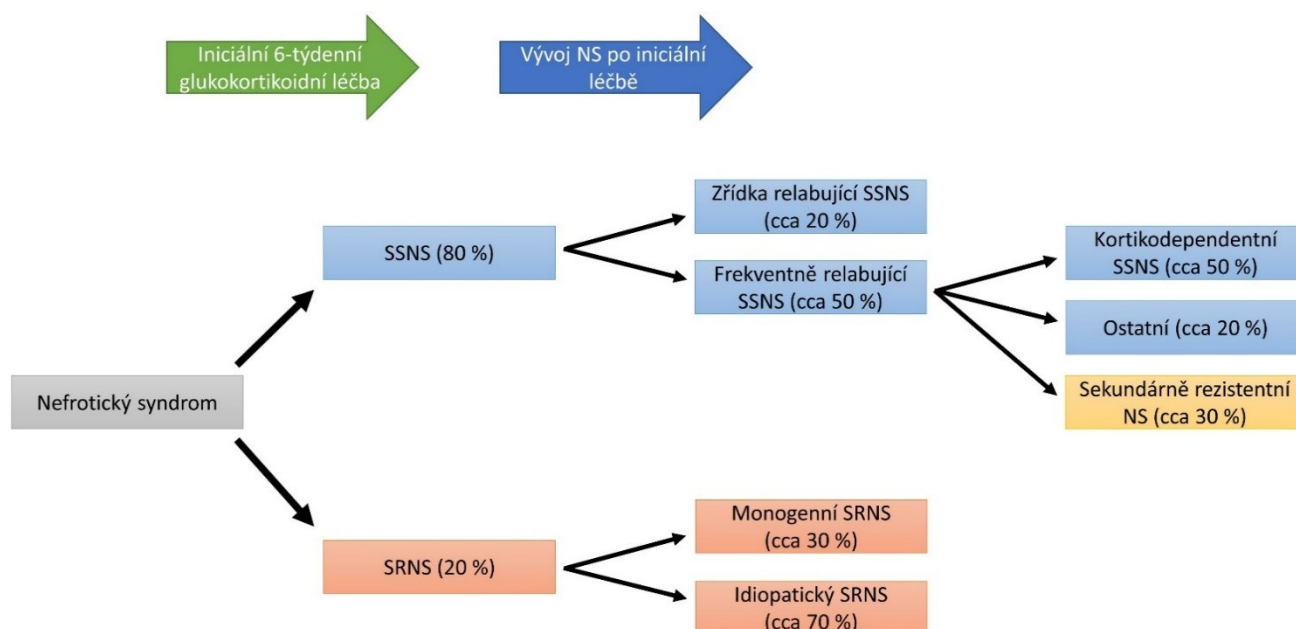 Iniciální 6-týdenní
glukokortikoidní léčba
Vývoj NS po iniciální
léčbě
Zřídka relabující SSNS
(cca 20 %)
SSNS (80 %)
Frekventně relabující
SSNS (cca 50 %)
Kortikodependentní
SSNS (cca 50 %)
Ostatní (cca 20 %)
Sekundárně rezistentní
NS (cca 30 %)
Nefrotický syndrom
Monogenní SRNS
(cca 30 %)
SRNS (20 %)
Idiopatický SRNS
(cca 70 %)